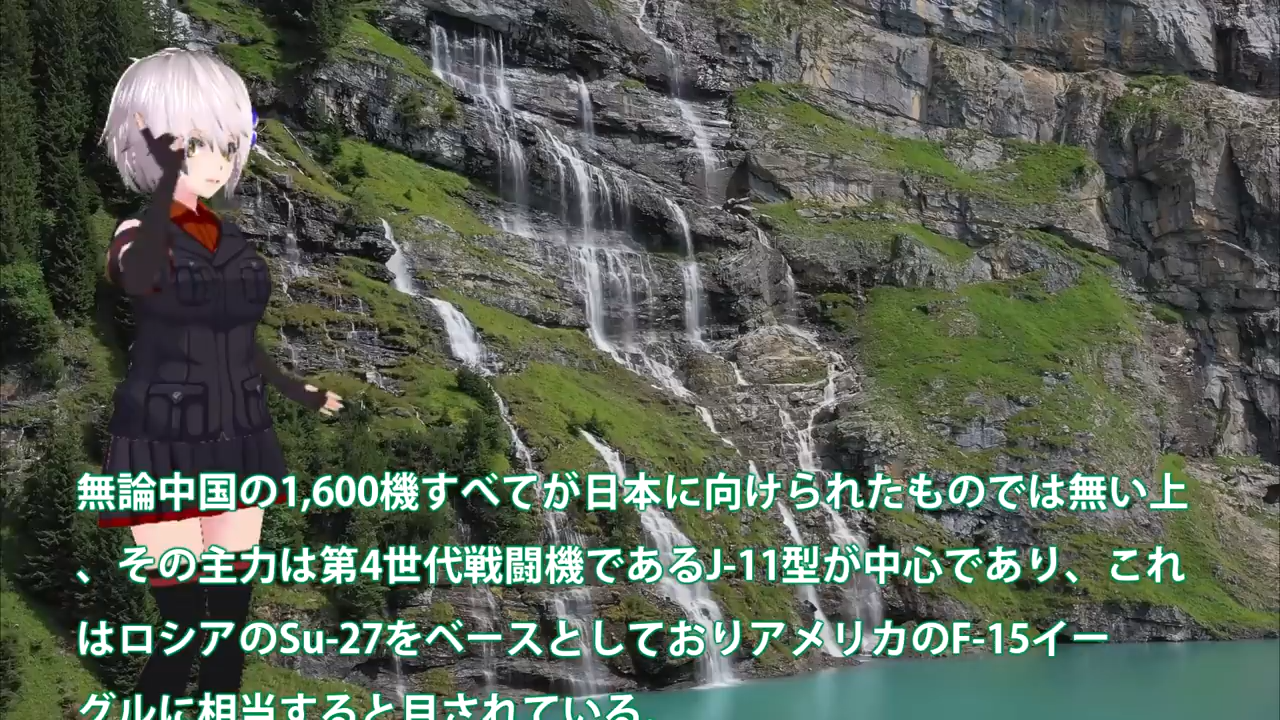 無論中国の1,600機すべてが日本に向けられたものでは無い上
、その主力は第4世代戦闘機であるJ-11型が中心であり、これ
はロシアのSu-27をベースとしておりアメリカのF-15イー
グルに相当すると目されている。